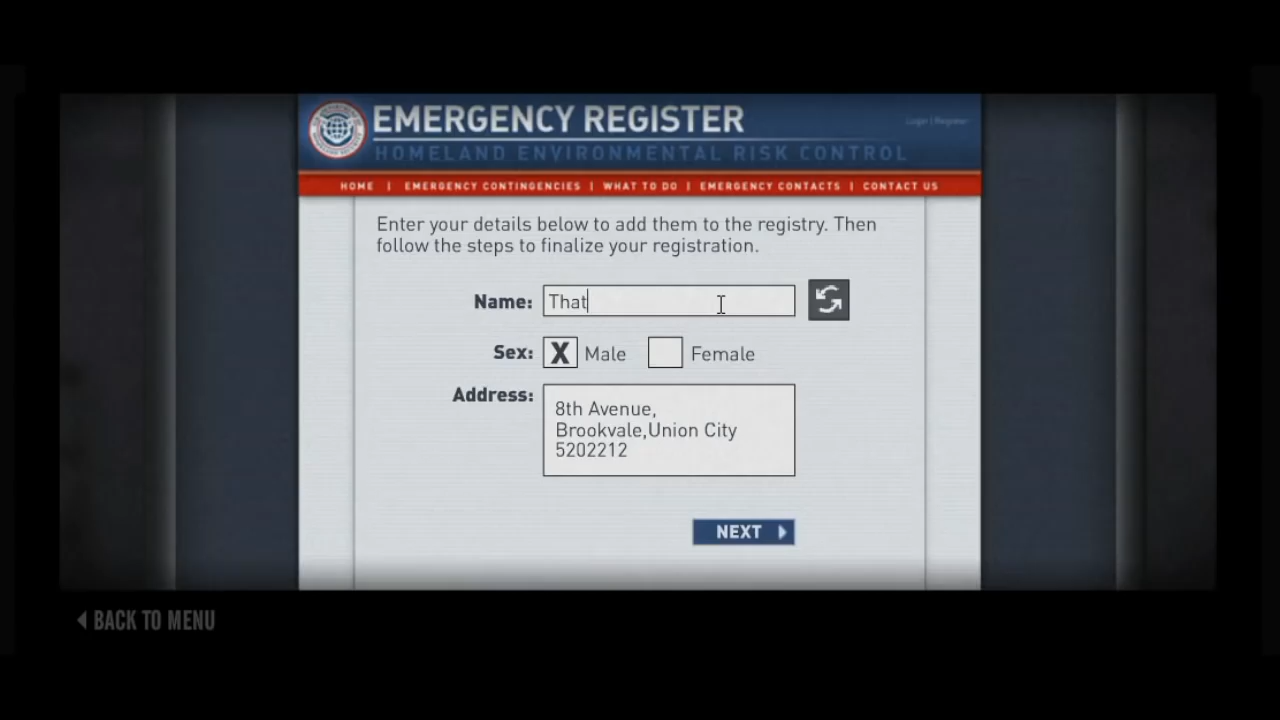 EMERGENCY REGISTER
Login | Register
HOMELAND ENVIRONMENTAL RISK CONTROL
HOME | EMERGENCY CONTINGENCIES | WHAT TO DO | EMERGENCY CONTACTS | CONTACT US
Enter your details below to add them to the registry. Then
follow the steps to finalize your registration.
Name: That
Sex: X Male Female
Address: 8th Avenue,
Brookvale,Union City
5202212
NEXT
BACK TO MENU